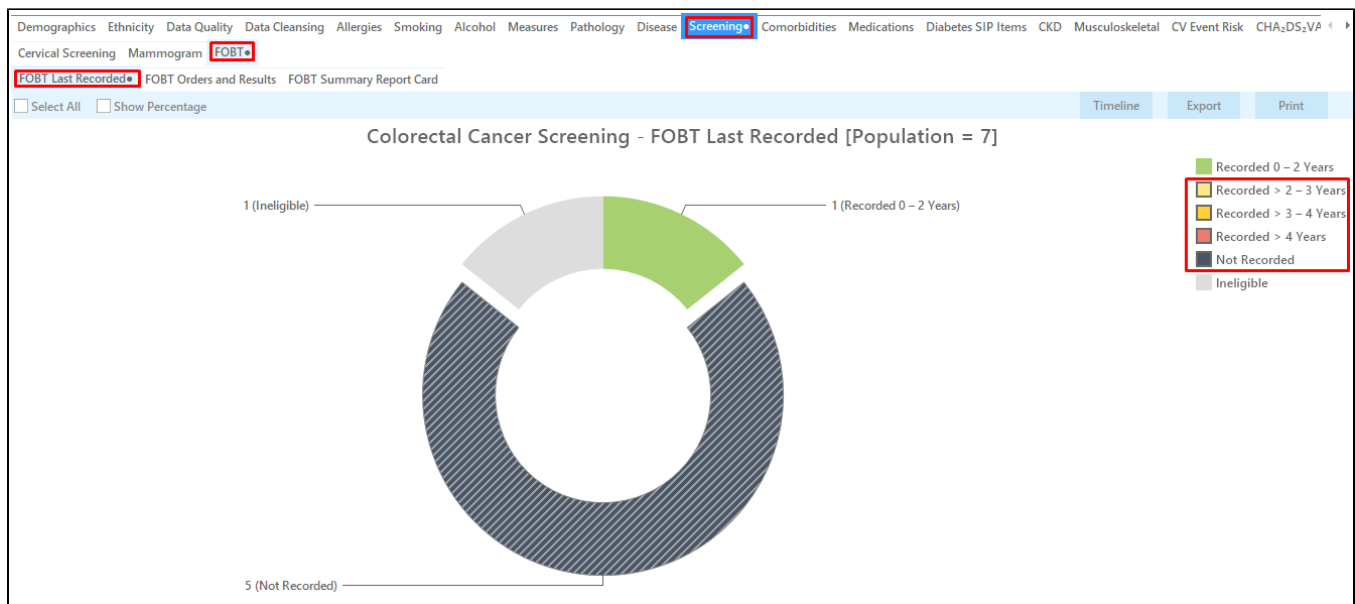 Demographics Ethnicity Data Quality Data Cleansing Allergies Smoking Alcohol Measures Pathology Disease Screening• Comorbidities Medications Diabetes SIP Items CKD Musculoskeletal CV Event Risk CHA₂DS₂VA
Cervical Screening Mammogram FOBT•
FOBT Last Recorded• FOBT Orders and Results FOBT Summary Report Card
Select All Show Percentage Timeline Export Print
Colorectal Cancer Screening - FOBT Last Recorded [Population = 7]
Recorded 0 – 2 Years
Recorded > 2 – 3 Years
Recorded > 3 – 4 Years
Recorded > 4 Years
Not Recorded
Ineligible
1 (Ineligible)
1 (Recorded 0 – 2 Years)
5 (Not Recorded)